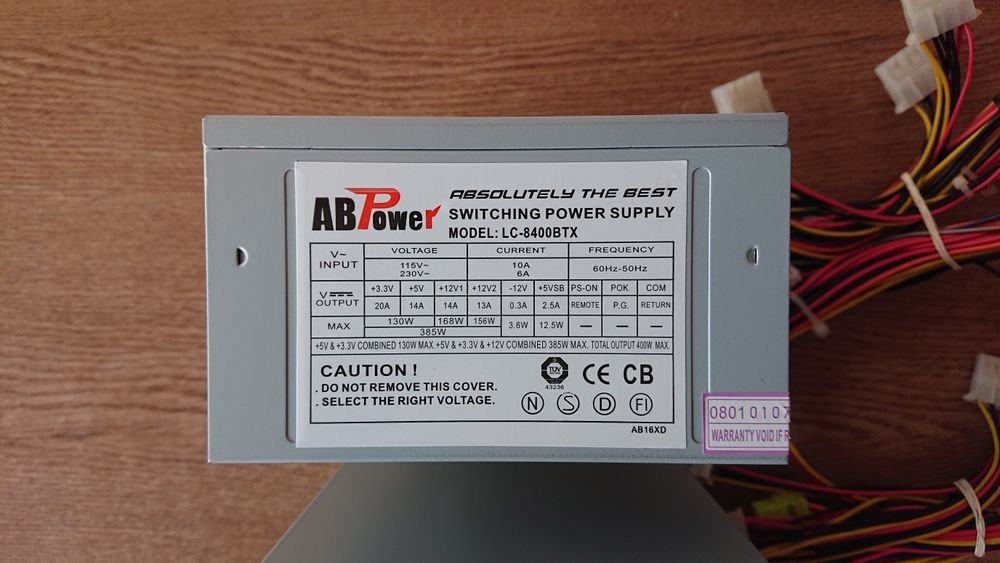 ABPower
ABSOLUTELY THE BEST
SWITCHING POWER SUPPLY
MODEL: LC-8400BTX
V~ INPUT VOLTAGE CURRENT FREQUENCY
115V~ 10A 60Hz-50Hz
230V~ 6A
V OUTPUT +3.3V +5V +12V1 +12V2 -12V +5VSB PS-ON POK COM
20A 14A 14A 13A 0.3A 2.5A REMOTE P.G. RETURN
MAX 130W 168W 156W 3.6W 12.5W — — —
385W
+5V & +3.3V COMBINED 130W MAX. +5V & +3.3V & +12V COMBINED 385W MAX. TOTAL OUTPUT 400W MAX.
CAUTION !
. DO NOT REMOVE THIS COVER.
. SELECT THE RIGHT VOLTAGE.
TÜV
43236
CE CB
N S D FI
AB16XD
0801010X
WARRANTY VOID IF R